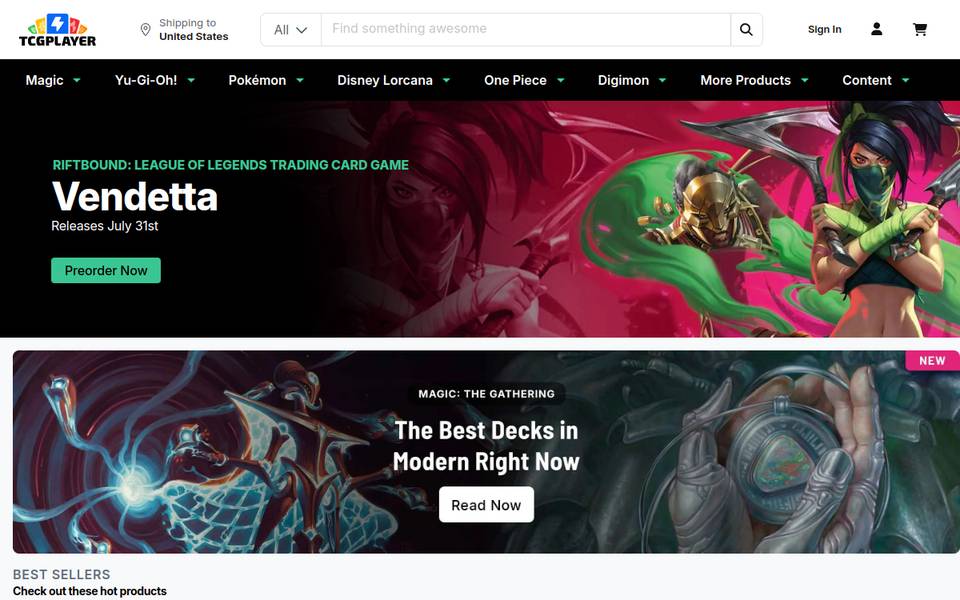 TCGPLAYER
Shipping to
United States
All
Find something awesome
Sign In
Magic
Yu-Gi-Oh!
Pokémon
Disney Lorcana
One Piece
Digimon
More Products
Content
RIFTBOUND: LEAGUE OF LEGENDS TRADING CARD GAME
Vendetta
Releases July 31st
Preorder Now
NEW
MAGIC: THE GATHERING
The Best Decks in
Modern Right Now
Read Now
BEST SELLERS
Check out these hot products